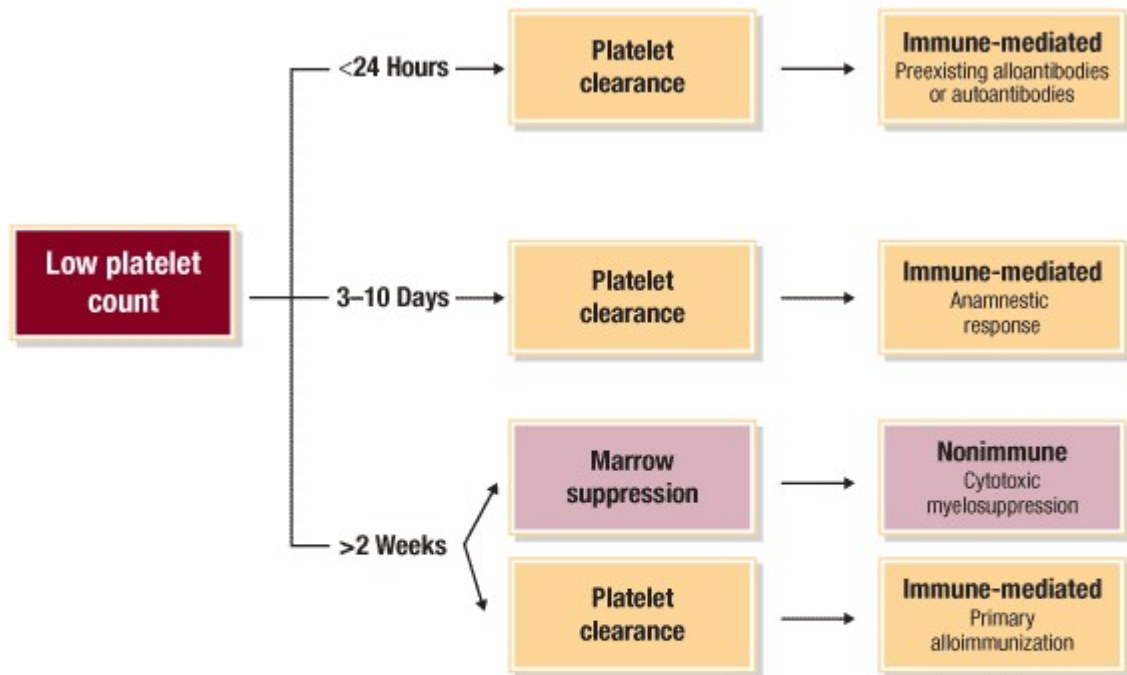 <24 Hours
Platelet
clearance
Immune-mediated
Preexisting alloantibodies
or autoantibodies
Low platelet
count
3–10 Days
Platelet
clearance
Immune-mediated
Anamnestic
response
>2 Weeks
Marrow
suppression
Nonimmune
Cytotoxic
myelosuppression
Platelet
clearance
Immune-mediated
Primary
alloimmunization